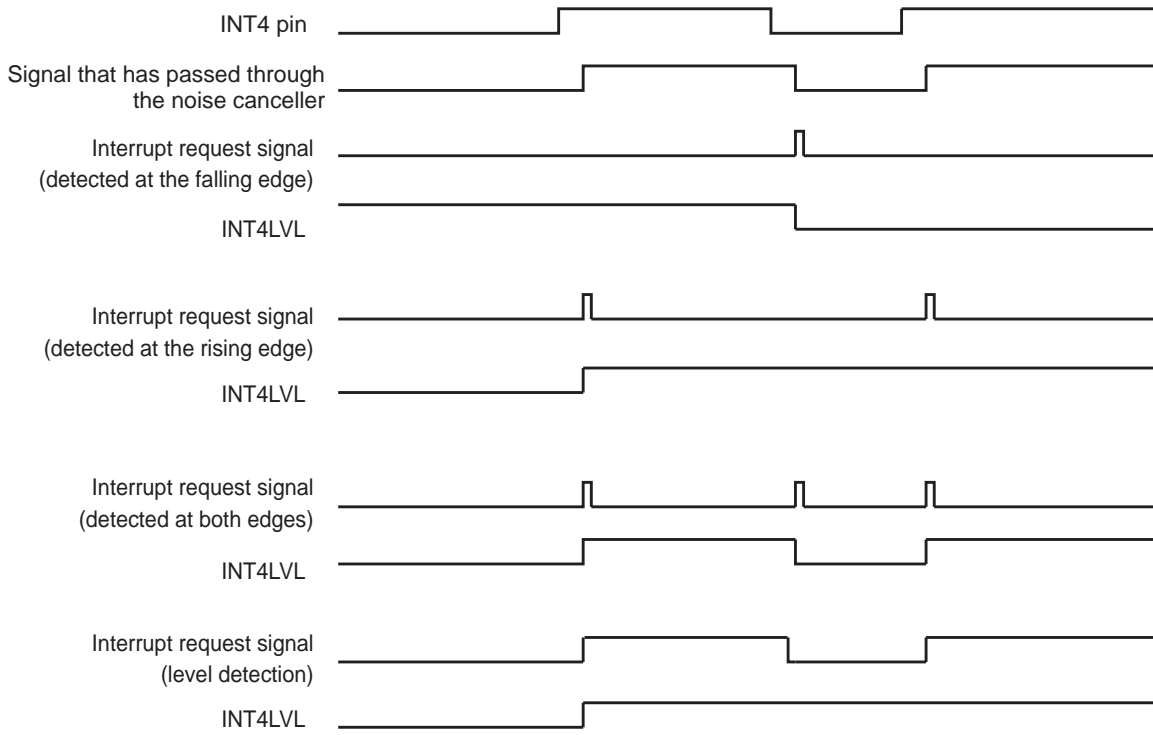 INT4 pin
Signal that has passed through
the noise canceller
Interrupt request signal
(detected at the falling edge)
INT4LVL
Interrupt request signal
(detected at the rising edge)
INT4LVL
Interrupt request signal
(detected at both edges)
INT4LVL
Interrupt request signal
(level detection)
INT4LVL